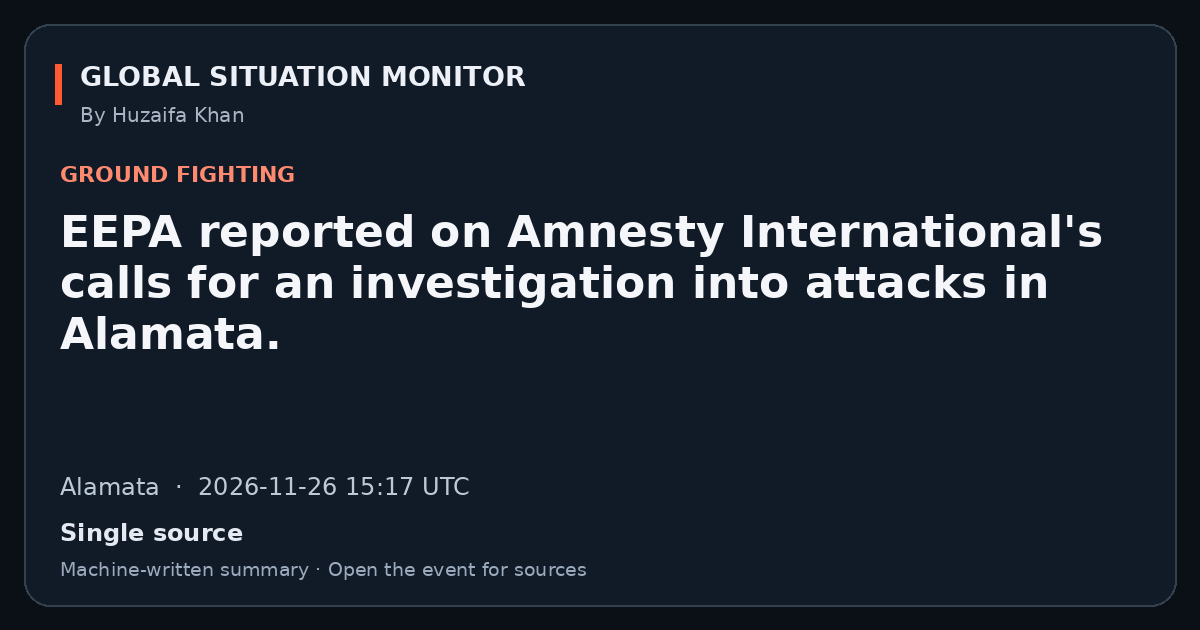 GLOBAL SITUATION MONITOR
By Huzaifa Khan
GROUND FIGHTING
EEPA reported on Amnesty International's
calls for an investigation into attacks in
Alamata.
Alamata · 2026-11-26 15:17 UTC
Single source
Machine-written summary · Open the event for sources